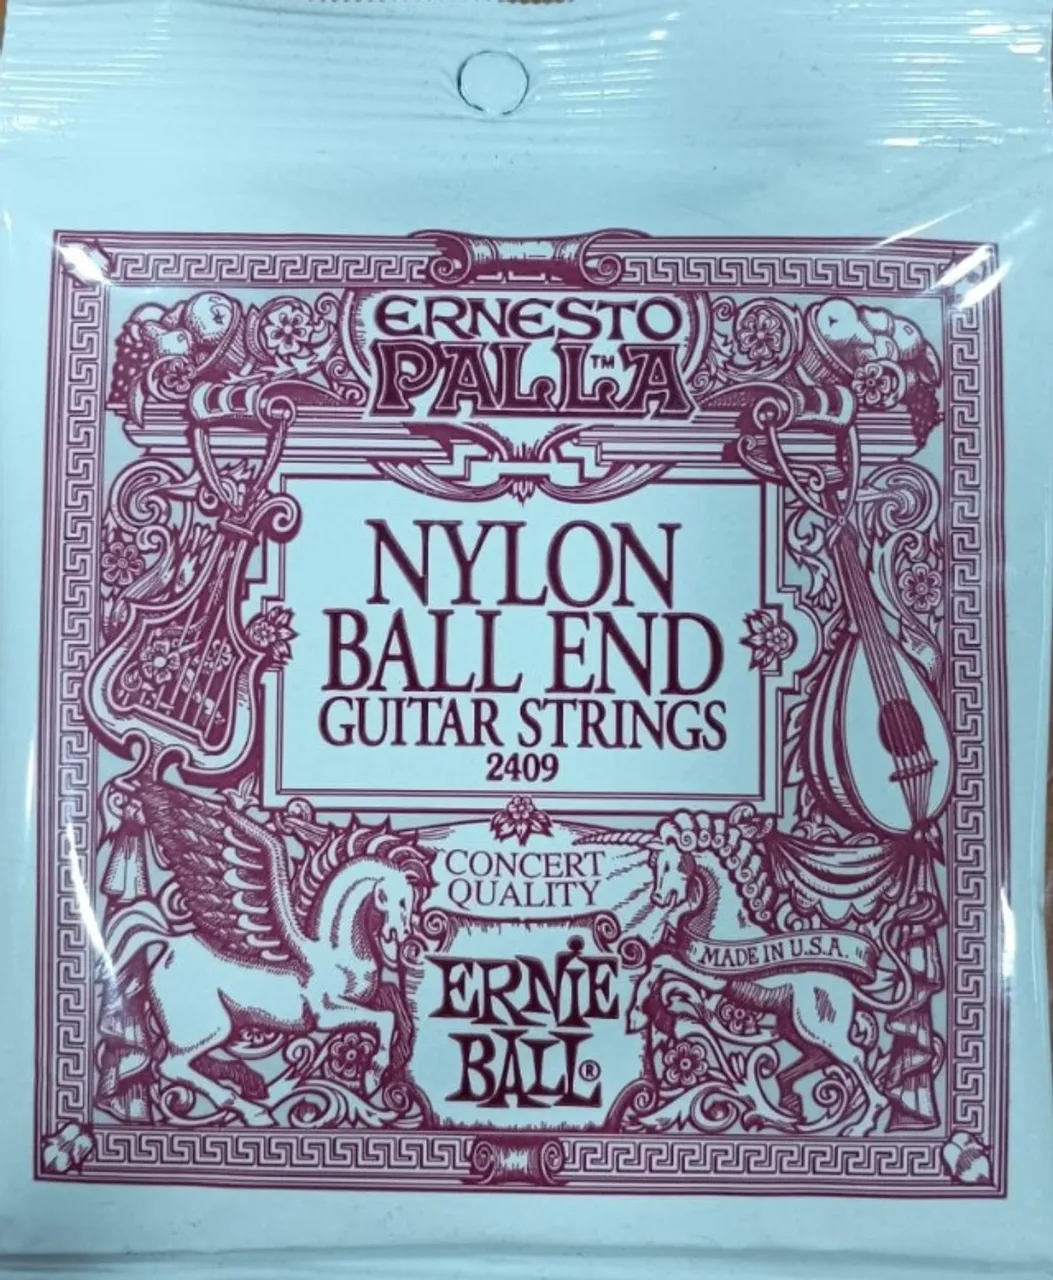 ERNESTO
PALLA™
NYLON
BALL END
GUITAR STRINGS
2409
CONCERT
QUALITY
MADE IN U.S.A.
ERNIE
BALL®